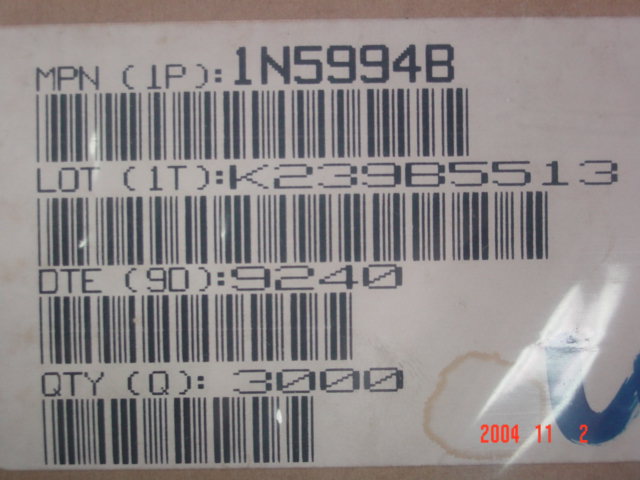 MPN (1P): 1N5994B
LOT (1T): K239B5513
DTE (9D): 9240
QTY (Q): 3000
2004 11 2